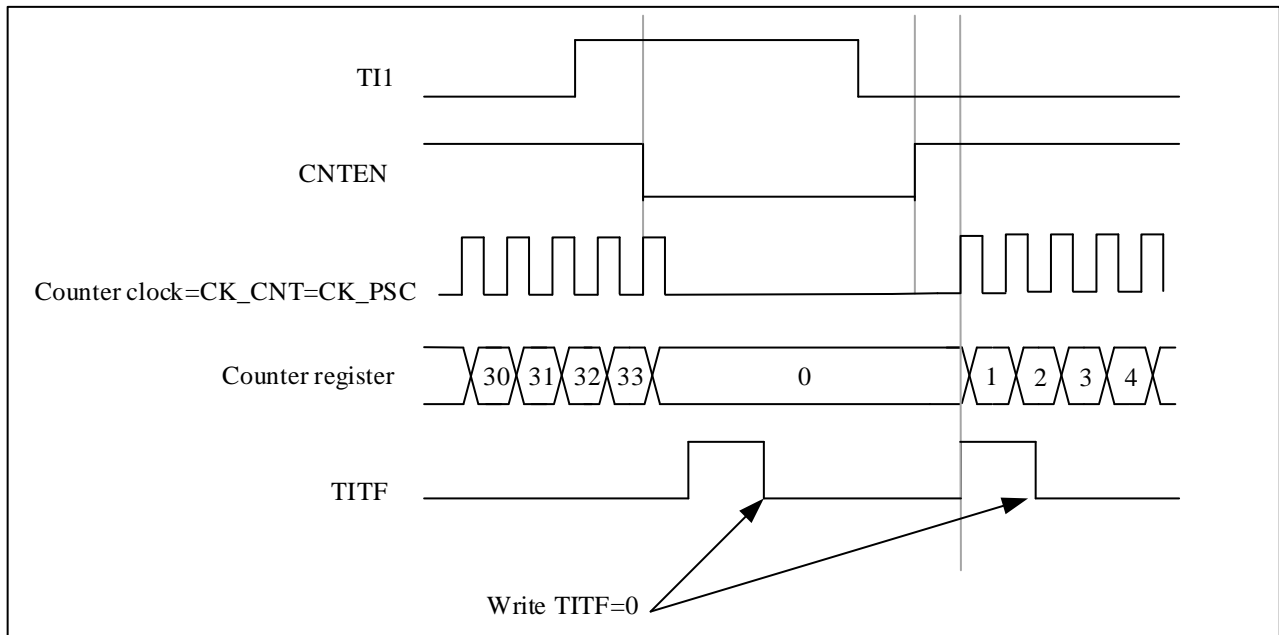 TI1
CNTEN
Counter clock=CK_CNT=CK_PSC
Counter register
30 31 32 33 0 1 2 3 4
TITF
Write TITF=0